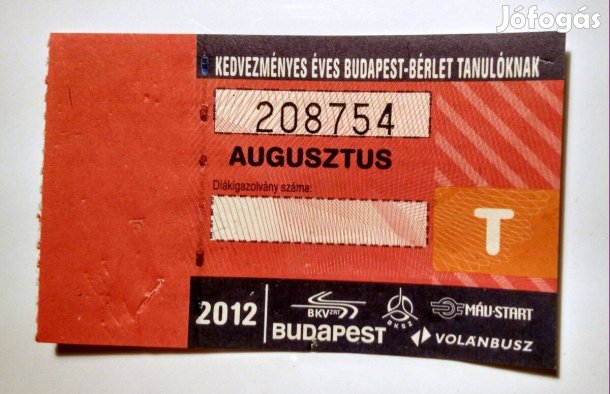 Jófogás
KEDVEZMÉNYES ÉVES BUDAPEST-BÉRLET TANULÓKNAK
208754
AUGUSZTUS
Diákigazolvány száma:
T
2012
BKV ZRT
BKSZ
MÁV-START
BUDAPEST
VOLÁNBUSZ